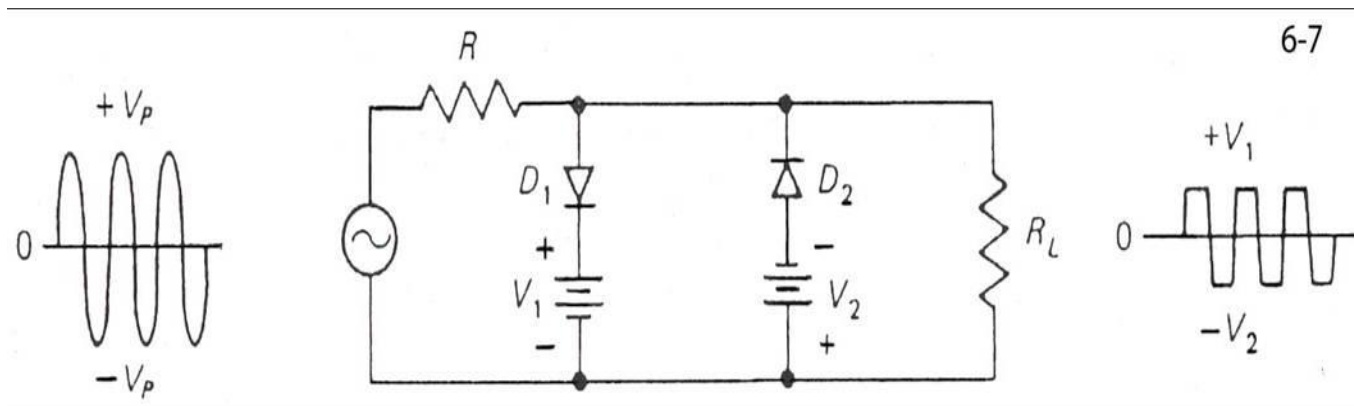 6-7
R
+V_P
+V_1
D_1
D_2
0
+
-
R_L
0
V_1
V_2
-V_2
-
+
-V_P